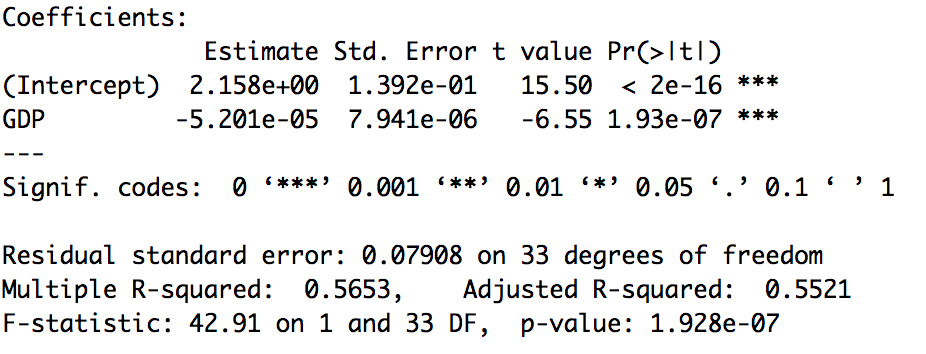 Coefficients:
              Estimate Std. Error t value Pr(>|t|)
(Intercept)  2.158e+00  1.392e-01   15.50  < 2e-16 ***
GDP         -5.201e-05  7.941e-06   -6.55 1.93e-07 ***
---
Signif. codes:  0 ‘***’ 0.001 ‘**’ 0.01 ‘*’ 0.05 ‘.’ 0.1 ‘ ’ 1

Residual standard error: 0.07908 on 33 degrees of freedom
Multiple R-squared:  0.5653,	Adjusted R-squared:  0.5521
F-statistic: 42.91 on 1 and 33 DF,  p-value: 1.928e-07